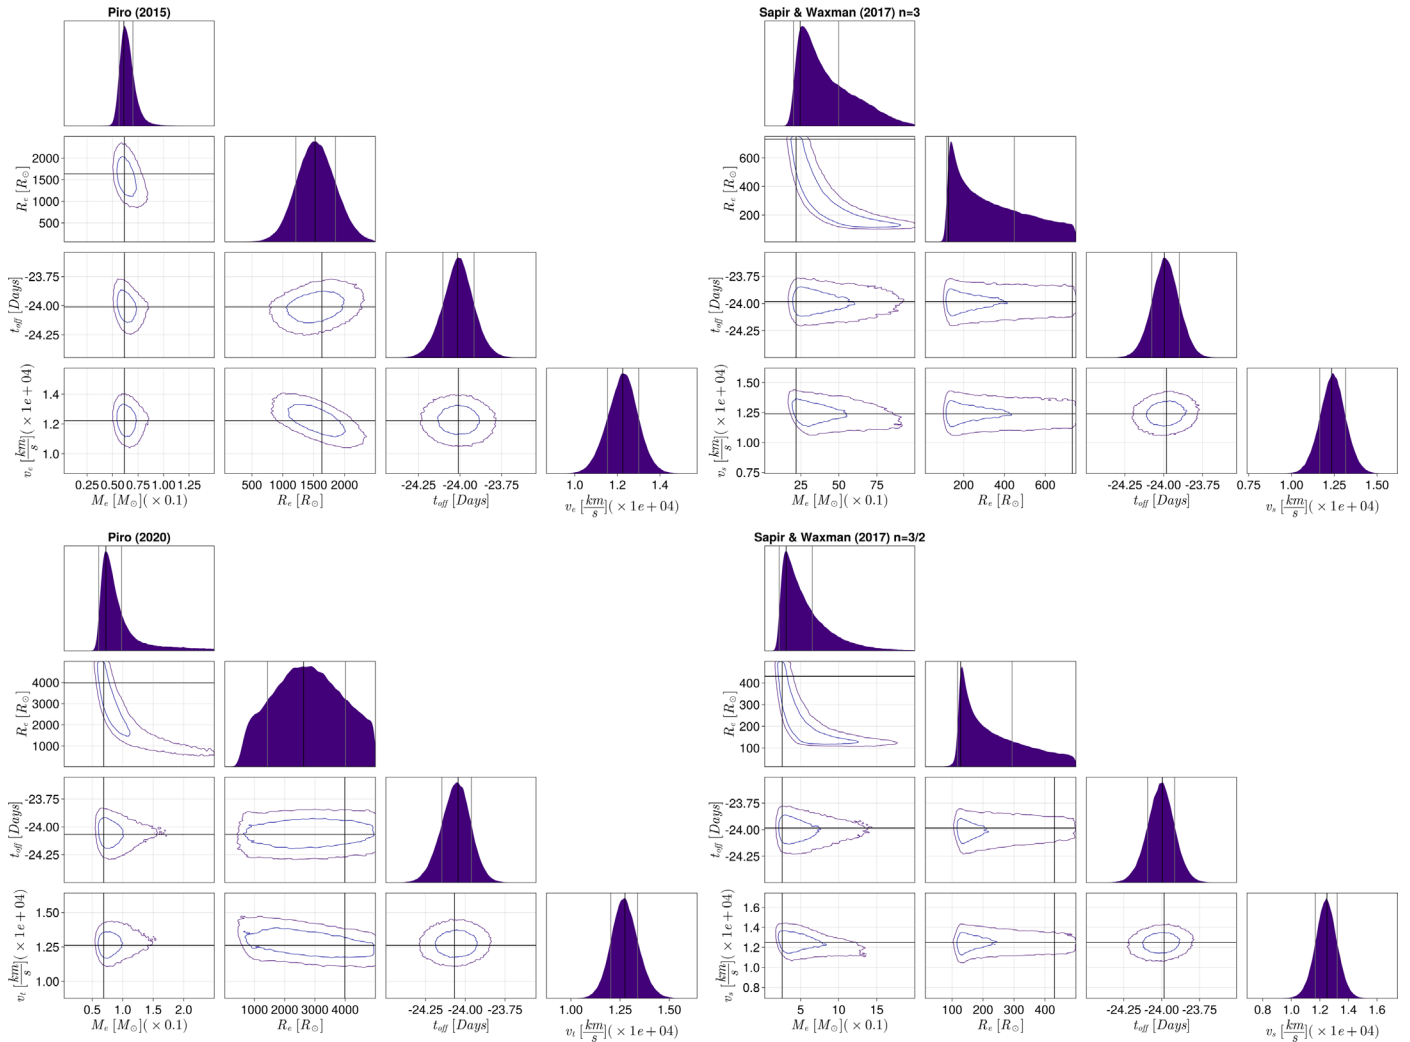 Piro (2015)
R_e [R_⊙]
2000
1500
1000
500
t_off [Days]
-23.75
-24.00
-24.25
v_e [km/s](×1e+04)
1.4
1.2
1.0
0.25 0.50 0.75 1.00 1.25
M_e [M_⊙](×0.1)
500 1000 1500 2000
R_e [R_⊙]
-24.25 -24.00 -23.75
t_off [Days]
1.0 1.2 1.4
v_e [km/s](×1e+04)
Sapir & Waxman (2017) n=3
R_e [R_⊙]
600
400
200
t_off [Days]
-23.75
-24.00
-24.25
v_s [km/s](×1e+04)
1.50
1.25
1.00
0.75
25 50 75
M_e [M_⊙](×0.1)
200 400 600
R_e [R_⊙]
-24.25 -24.00 -23.75
t_off [Days]
0.75 1.00 1.25 1.50
v_s [km/s](×1e+04)
Piro (2020)
R_e [R_⊙]
4000
3000
2000
1000
t_off [Days]
-23.75
-24.00
-24.25
v_t [km/s](×1e+04)
1.50
1.25
1.00
0.5 1.0 1.5 2.0
M_e [M_⊙](×0.1)
1000 2000 3000 4000
R_e [R_⊙]
-24.25 -24.00 -23.75
t_off [Days]
1.00 1.25 1.50
v_t [km/s](×1e+04)
Sapir & Waxman (2017) n=3/2
R_e [R_⊙]
400
300
200
100
t_off [Days]
-23.75
-24.00
-24.25
v_s [km/s](×1e+04)
1.6
1.4
1.2
1.0
0.8
5 10 15
M_e [M_⊙](×0.1)
100 200 300 400
R_e [R_⊙]
-24.25 -24.00 -23.75
t_off [Days]
0.8 1.0 1.2 1.4 1.6
v_s [km/s](×1e+04)